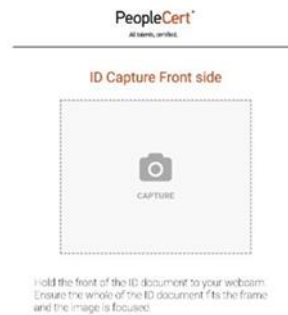 PeopleCert
All talents, certified.
ID Capture Front side
CAPTURE
Hold the front of the ID document to your webcam.
Ensure the whole of the ID document fits the frame
and the image is focused